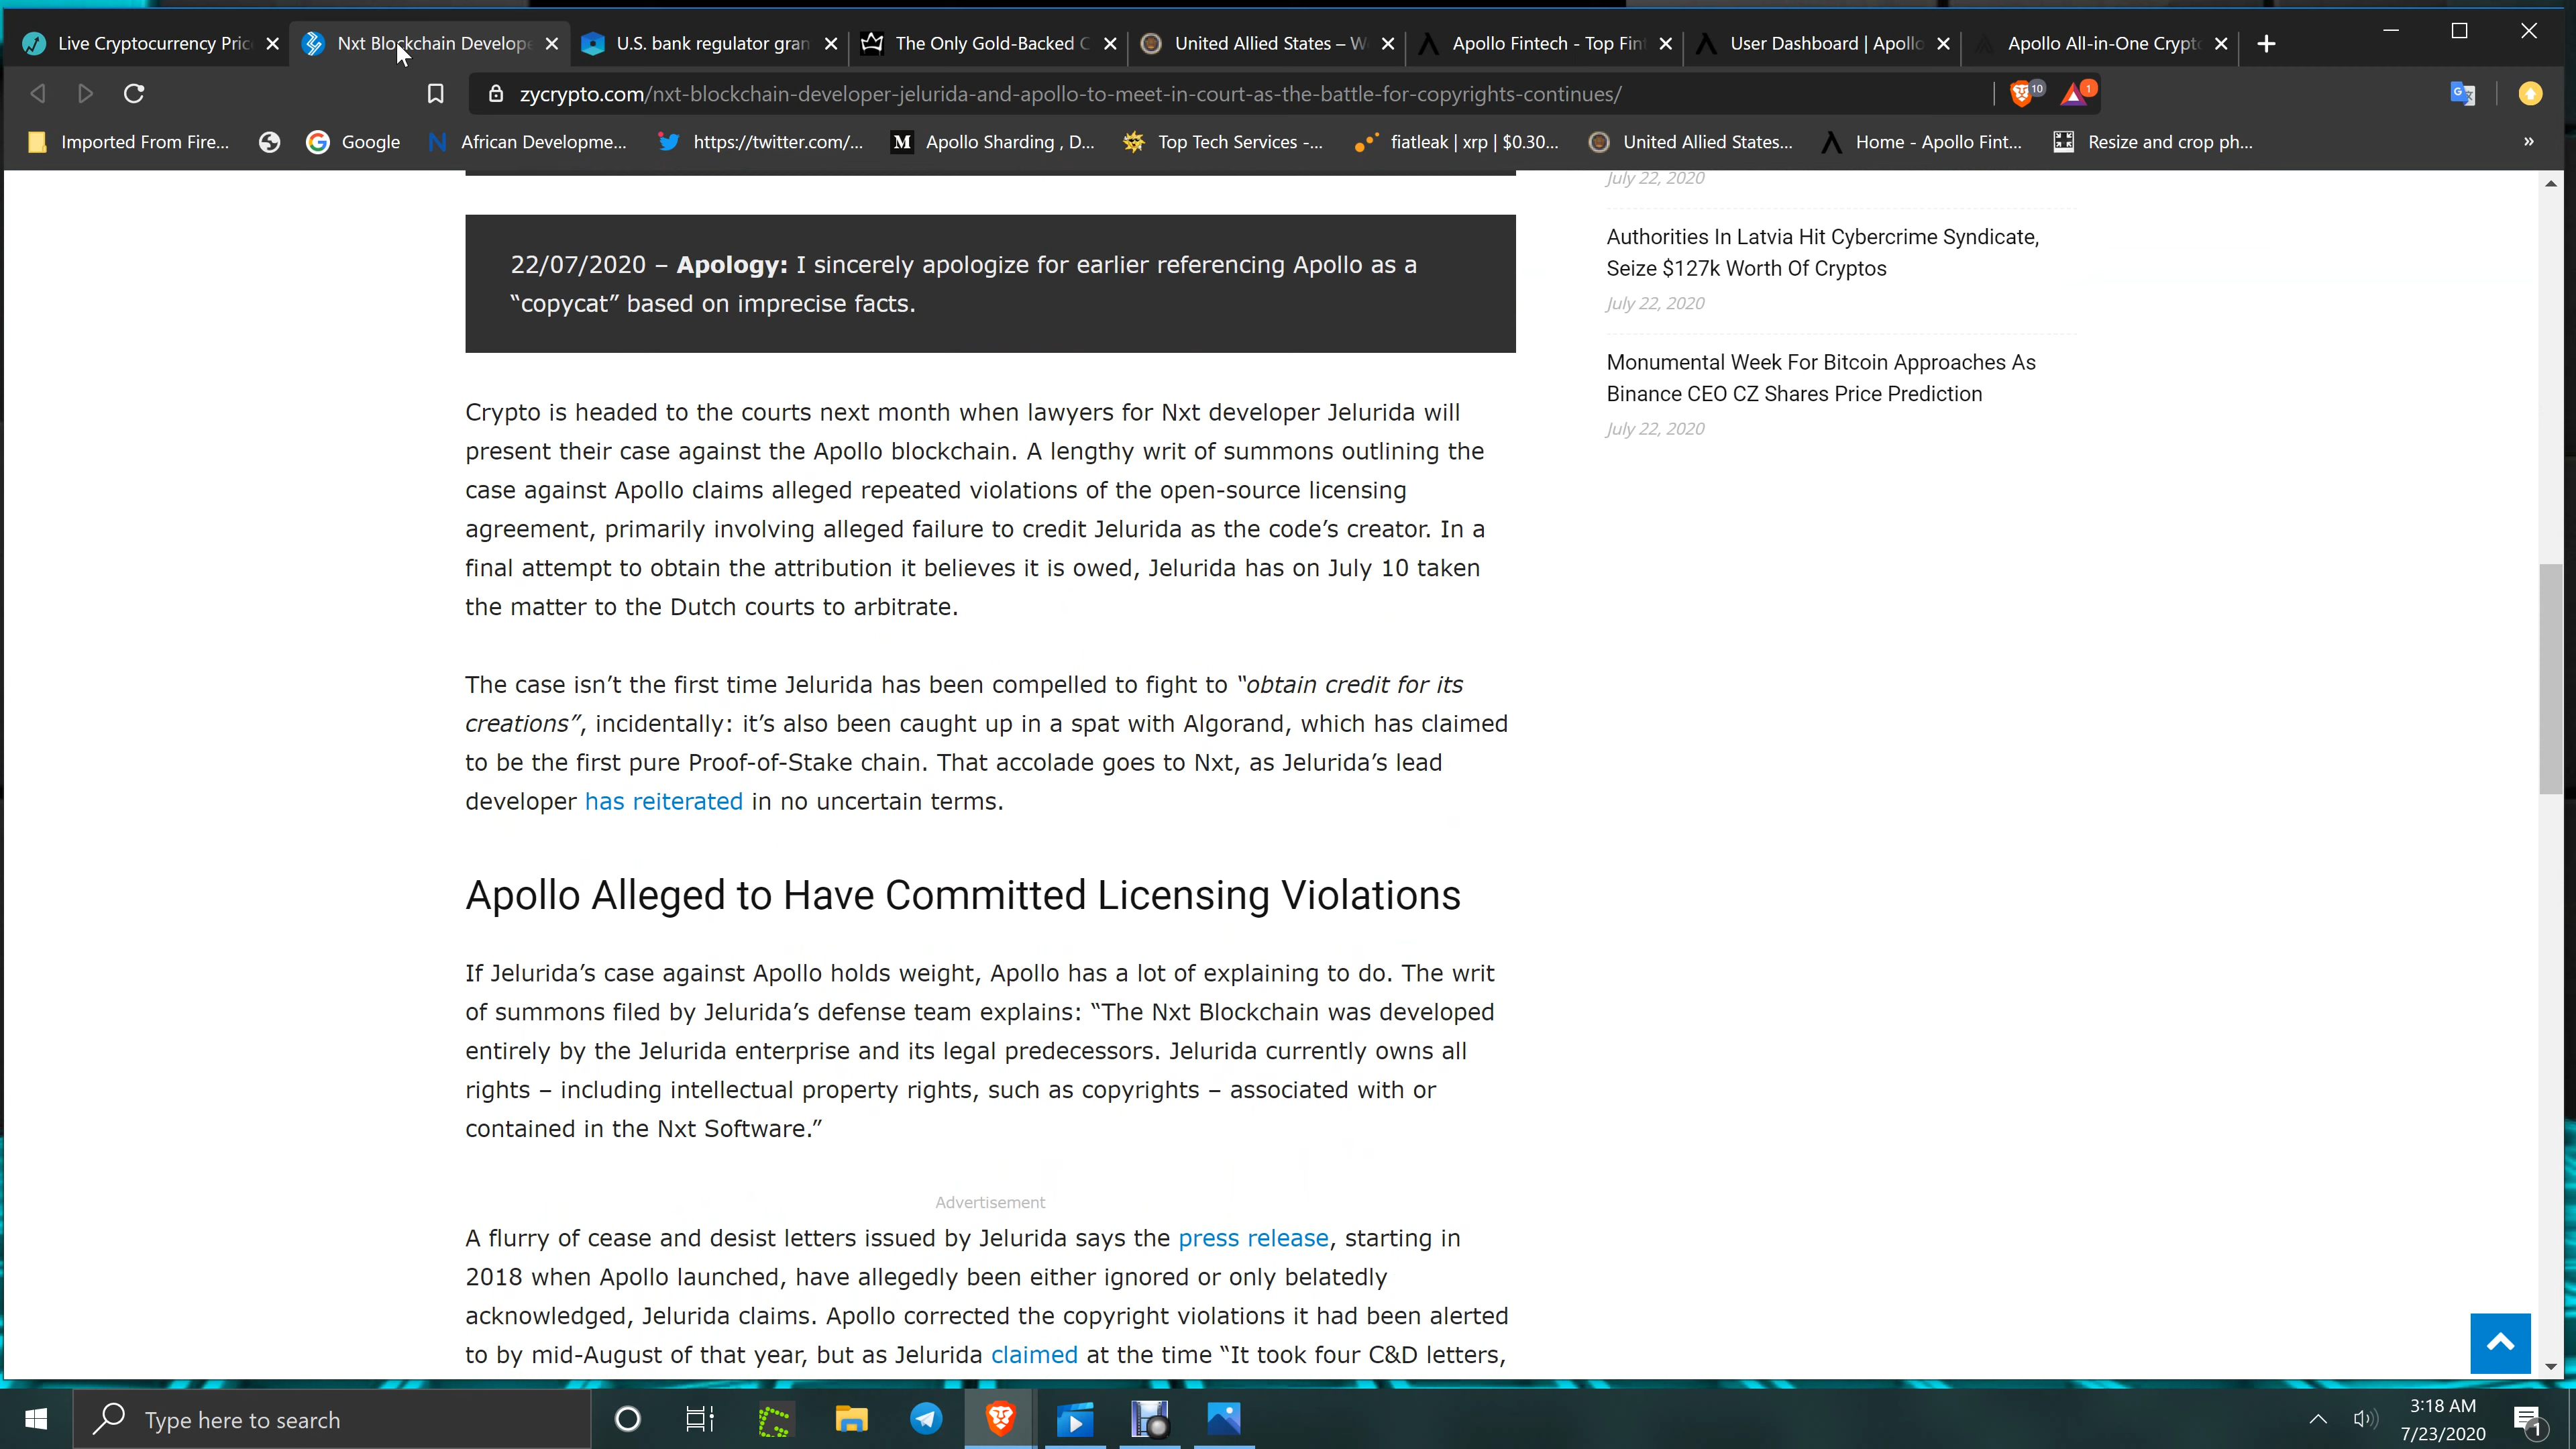 Live Cryptocurrency Pric
Nxt Blockchain Develope
U.S. bank regulator gran
The Only Gold-Backed C
United Allied States – W
Apollo Fintech - Top Fin
User Dashboard | Apollo
Apollo All-in-One Crypt
zycrypto.com/nxt-blockchain-developer-jelurida-and-apollo-to-meet-in-court-as-the-battle-for-copyrights-continues/
10
1
Imported From Fire...
Google
African Developme...
https://twitter.com/...
Apollo Sharding , D...
Top Tech Services -...
fiatleak | xrp | $0.30...
United Allied States...
Home - Apollo Fint...
Resize and crop ph...
»
22/07/2020 – Apology: I sincerely apologize for earlier referencing Apollo as a
“copycat” based on imprecise facts.
Crypto is headed to the courts next month when lawyers for Nxt developer Jelurida will
present their case against the Apollo blockchain. A lengthy writ of summons outlining the
case against Apollo claims alleged repeated violations of the open-source licensing
agreement, primarily involving alleged failure to credit Jelurida as the code’s creator. In a
final attempt to obtain the attribution it believes it is owed, Jelurida has on July 10 taken
the matter to the Dutch courts to arbitrate.
The case isn’t the first time Jelurida has been compelled to fight to “obtain credit for its
creations”, incidentally: it’s also been caught up in a spat with Algorand, which has claimed
to be the first pure Proof-of-Stake chain. That accolade goes to Nxt, as Jelurida’s lead
developer has reiterated in no uncertain terms.
Apollo Alleged to Have Committed Licensing Violations
If Jelurida’s case against Apollo holds weight, Apollo has a lot of explaining to do. The writ
of summons filed by Jelurida’s defense team explains: “The Nxt Blockchain was developed
entirely by the Jelurida enterprise and its legal predecessors. Jelurida currently owns all
rights – including intellectual property rights, such as copyrights – associated with or
contained in the Nxt Software.”
Advertisement
A flurry of cease and desist letters issued by Jelurida says the press release, starting in
2018 when Apollo launched, have allegedly been either ignored or only belatedly
acknowledged, Jelurida claims. Apollo corrected the copyright violations it had been alerted
to by mid-August of that year, but as Jelurida claimed at the time “It took four C&D letters,
July 22, 2020
Authorities In Latvia Hit Cybercrime Syndicate,
Seize $127k Worth Of Cryptos
July 22, 2020
Monumental Week For Bitcoin Approaches As
Binance CEO CZ Shares Price Prediction
July 22, 2020
Type here to search
3:18 AM
7/23/2020
1